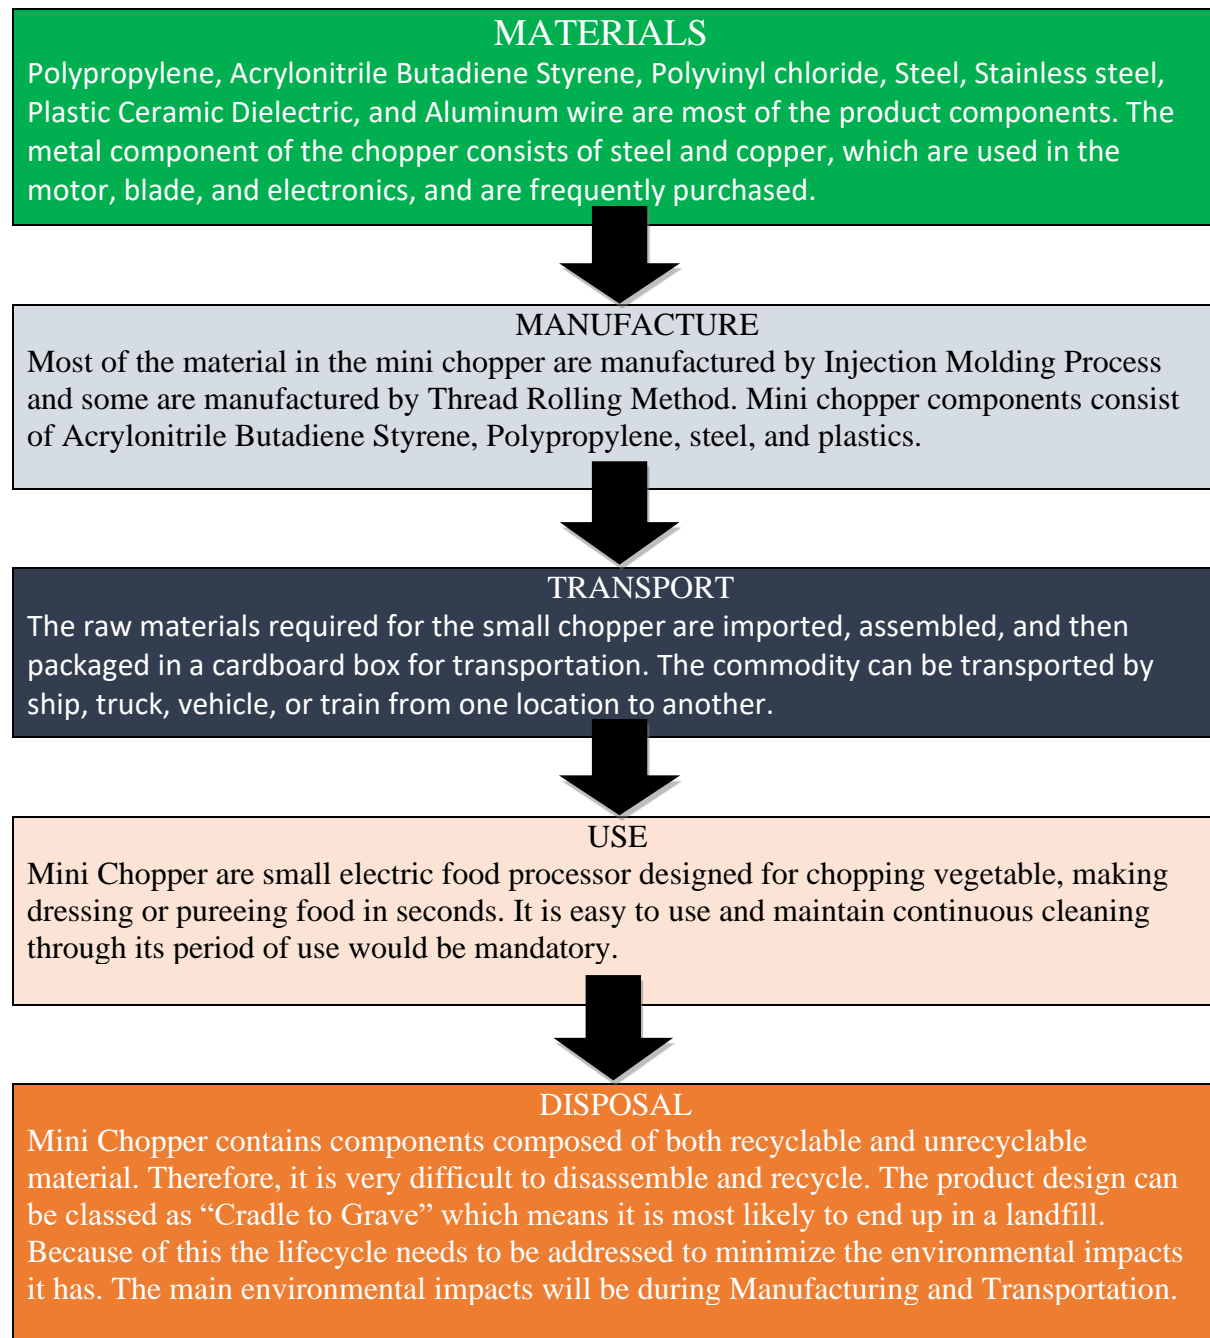 MATERIALS
Polypropylene, Acrylonitrile Butadiene Styrene, Polyvinyl chloride, Steel, Stainless steel,
Plastic Ceramic Dielectric, and Aluminum wire are most of the product components. The
metal component of the chopper consists of steel and copper, which are used in the
motor, blade, and electronics, and are frequently purchased.
MANUFACTURE
Most of the material in the mini chopper are manufactured by Injection Molding Process
and some are manufactured by Thread Rolling Method. Mini chopper components consist
of Acrylonitrile Butadiene Styrene, Polypropylene, steel, and plastics.
TRANSPORT
The raw materials required for the small chopper are imported, assembled, and then
packaged in a cardboard box for transportation. The commodity can be transported by
ship, truck, vehicle, or train from one location to another.
USE
Mini Chopper are small electric food processor designed for chopping vegetable, making
dressing or pureeing food in seconds. It is easy to use and maintain continuous cleaning
through its period of use would be mandatory.
DISPOSAL
Mini Chopper contains components composed of both recyclable and unrecyclable
material. Therefore, it is very difficult to disassemble and recycle. The product design can
be classed as “Cradle to Grave” which means it is most likely to end up in a landfill.
Because of this the lifecycle needs to be addressed to minimize the environmental impacts
it has. The main environmental impacts will be during Manufacturing and Transportation.